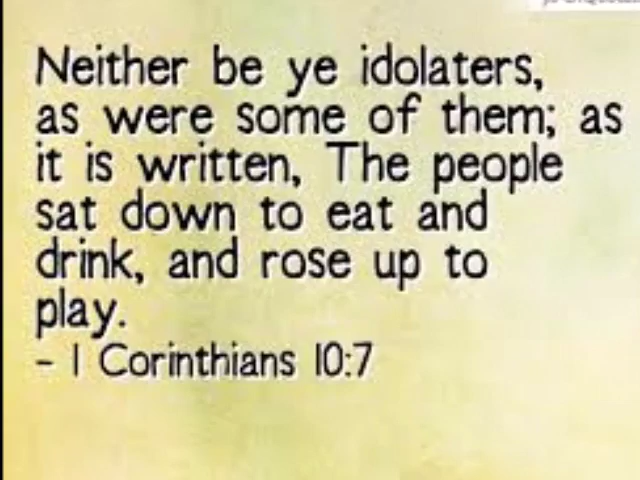 Neither be ye idolaters,
as were some of them; as
it is written, The people
sat down to eat and
drink, and rose up to
play.
- 1 Corinthians 10:7